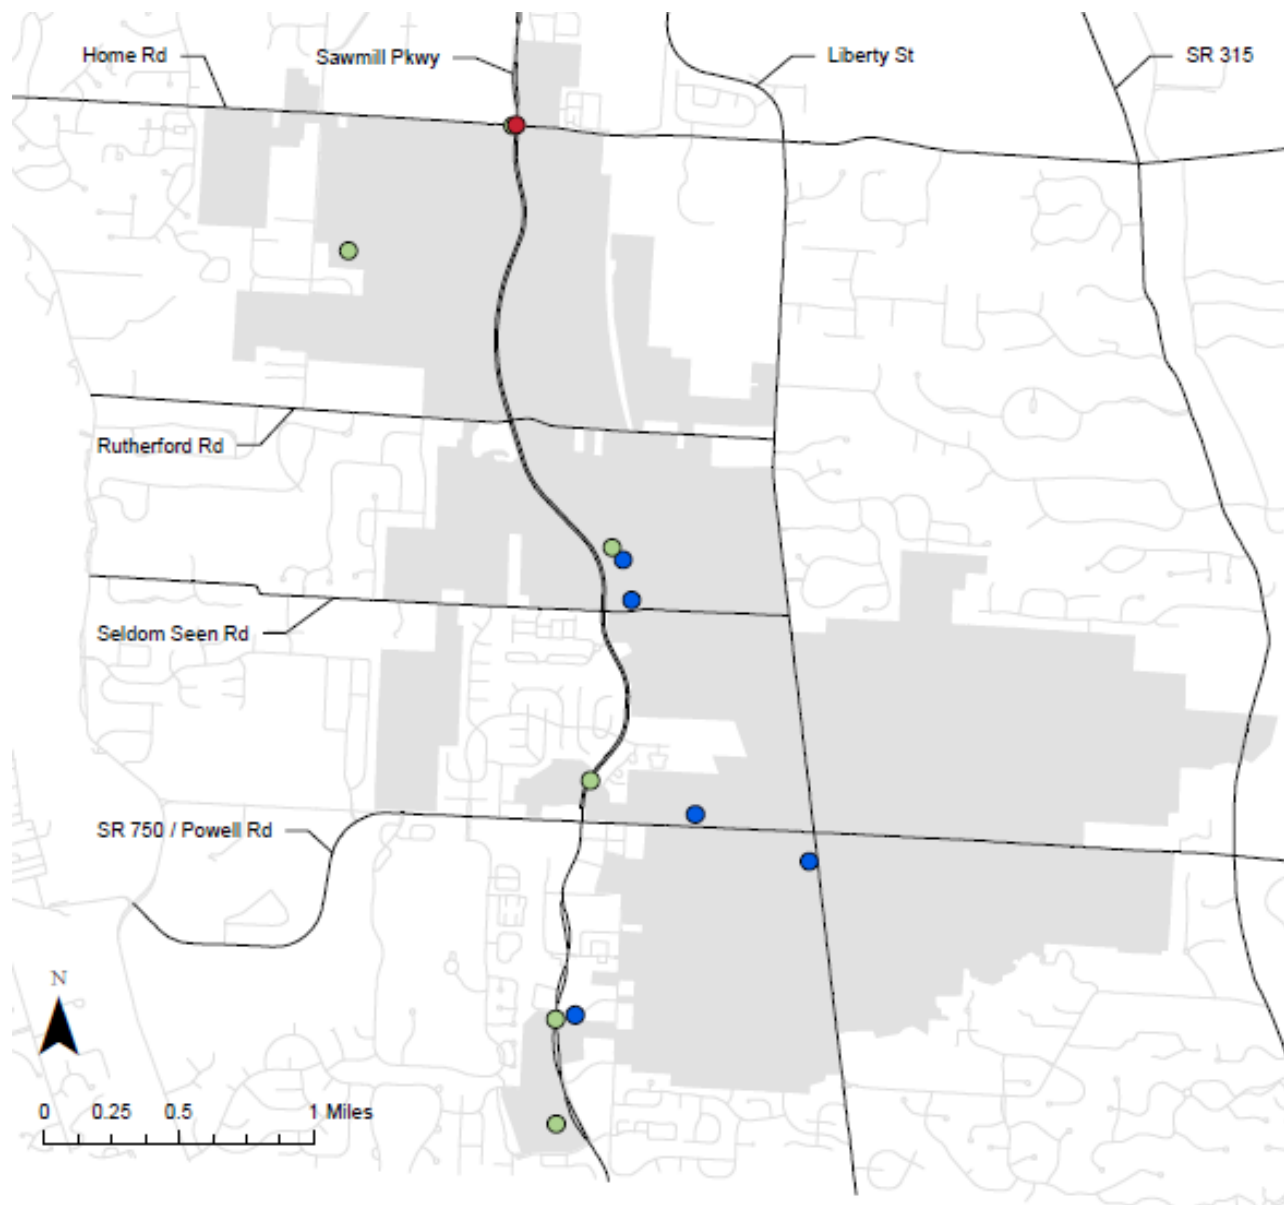 Home Rd
Sawmill Pkwy
Liberty St
SR 315
Rutherford Rd
Seldom Seen Rd
SR 750 / Powell Rd
N
0 0.25 0.5 1 Miles